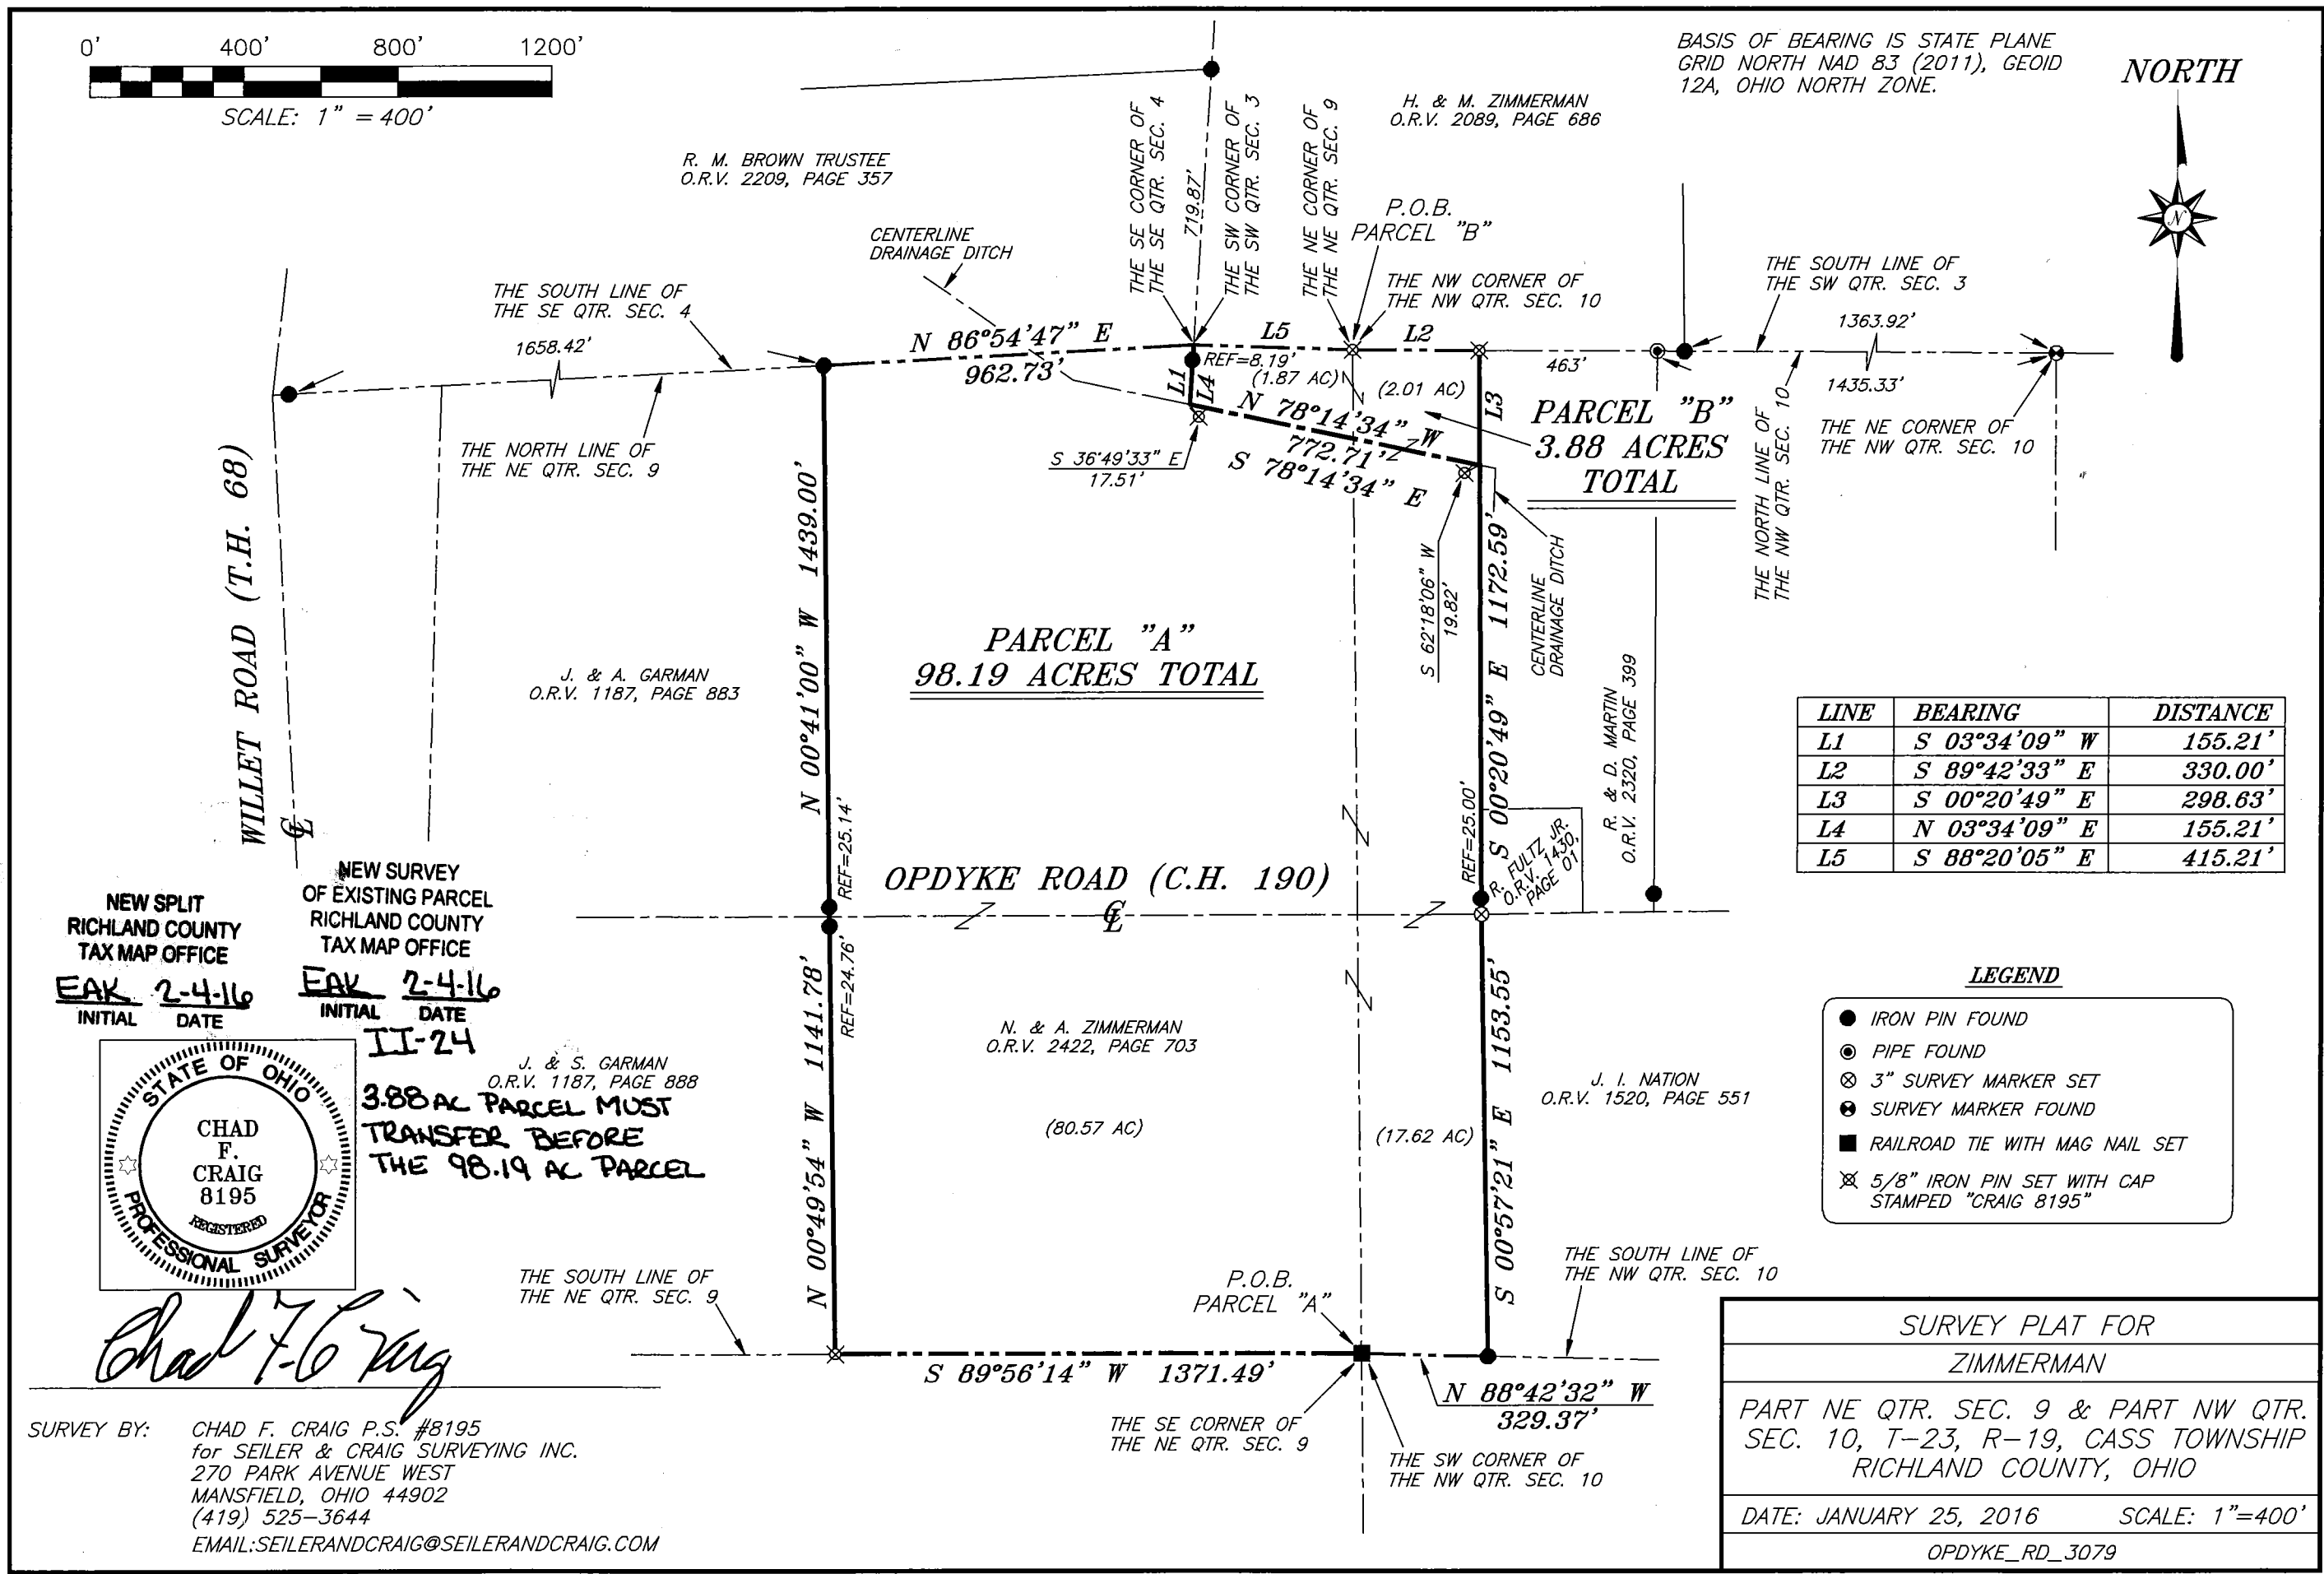 0' 400' 800' 1200'
SCALE: 1" = 400'
BASIS OF BEARING IS STATE PLANE
GRID NORTH NAD 83 (2011), GEOID
12A, OHIO NORTH ZONE.
NORTH
N
R. M. BROWN TRUSTEE
O.R.V. 2209, PAGE 357
H. & M. ZIMMERMAN
O.R.V. 2089, PAGE 686
THE SE CORNER OF
THE SE QTR. SEC. 4
719.87'
THE SW CORNER OF
THE SW QTR. SEC. 3
THE NE CORNER OF
THE NE QTR. SEC. 9
P.O.B.
PARCEL "B"
CENTERLINE
DRAINAGE DITCH
THE NW CORNER OF
THE NW QTR. SEC. 10
THE SOUTH LINE OF
THE SW QTR. SEC. 3
THE SOUTH LINE OF
THE SE QTR. SEC. 4
1658.42'
N 86°54'47" E
962.73'
L5
L2
REF=8.19'
L1
L4
(1.87 AC)
(2.01 AC)
463'
1363.92'
1435.33'
L3
N 78°14'34" W
772.71'
S 78°14'34" E
PARCEL "B"
3.88 ACRES
TOTAL
THE NORTH LINE OF
THE NW QTR. SEC. 10
THE NE CORNER OF
THE NW QTR. SEC. 10
THE NORTH LINE OF
THE NE QTR. SEC. 9
S 36°49'33" E
17.51'
WILLET ROAD (T.H. 68)
N 00°41'00" W 1439.00'
S 62°18'06" W
19.82'
S 00°20'49" E 1172.59'
CENTERLINE
DRAINAGE DITCH
PARCEL "A"
98.19 ACRES TOTAL
J. & A. GARMAN
O.R.V. 1187, PAGE 883
R. & D. MARTIN
O.R.V. 2320, PAGE 399
LINE BEARING DISTANCE
L1 S 03°34'09" W 155.21'
L2 S 89°42'33" E 330.00'
L3 S 00°20'49" E 298.63'
L4 N 03°34'09" E 155.21'
L5 S 88°20'05" E 415.21'
CL
REF=25.14'
REF=25.00'
R. FULTZ JR.
O.R.V. 1430,
PAGE 01
OPDYKE ROAD (C.H. 190)
CL
REF=24.76'
NEW SPLIT
RICHLAND COUNTY
TAX MAP OFFICE
EAK 2-4-16
INITIAL DATE
NEW SURVEY
OF EXISTING PARCEL
RICHLAND COUNTY
TAX MAP OFFICE
EAK 2-4-16
INITIAL DATE
II-24
3.88 AC PARCEL MUST
TRANSFER BEFORE
THE 98.19 AC PARCEL
J. & S. GARMAN
O.R.V. 1187, PAGE 888
N 00°49'54" W 1141.78'
N. & A. ZIMMERMAN
O.R.V. 2422, PAGE 703
(80.57 AC)
(17.62 AC)
S 00°57'21" E 1153.55'
J. I. NATION
O.R.V. 1520, PAGE 551
LEGEND
IRON PIN FOUND
PIPE FOUND
3" SURVEY MARKER SET
SURVEY MARKER FOUND
RAILROAD TIE WITH MAG NAIL SET
5/8" IRON PIN SET WITH CAP
STAMPED "CRAIG 8195"
STATE OF OHIO
CHAD
F.
CRAIG
8195
REGISTERED
PROFESSIONAL SURVEYOR
Chad F. Craig
THE SOUTH LINE OF
THE NE QTR. SEC. 9
P.O.B.
PARCEL "A"
THE SOUTH LINE OF
THE NW QTR. SEC. 10
S 89°56'14" W 1371.49'
N 88°42'32" W
329.37'
THE SE CORNER OF
THE NE QTR. SEC. 9
THE SW CORNER OF
THE NW QTR. SEC. 10
SURVEY BY: CHAD F. CRAIG P.S. #8195
for SEILER & CRAIG SURVEYING INC.
270 PARK AVENUE WEST
MANSFIELD, OHIO 44902
(419) 525-3644
EMAIL:SEILERANDCRAIG@SEILERANDCRAIG.COM
SURVEY PLAT FOR
ZIMMERMAN
PART NE QTR. SEC. 9 & PART NW QTR.
SEC. 10, T-23, R-19, CASS TOWNSHIP
RICHLAND COUNTY, OHIO
DATE: JANUARY 25, 2016 SCALE: 1"=400'
OPDYKE_RD_3079